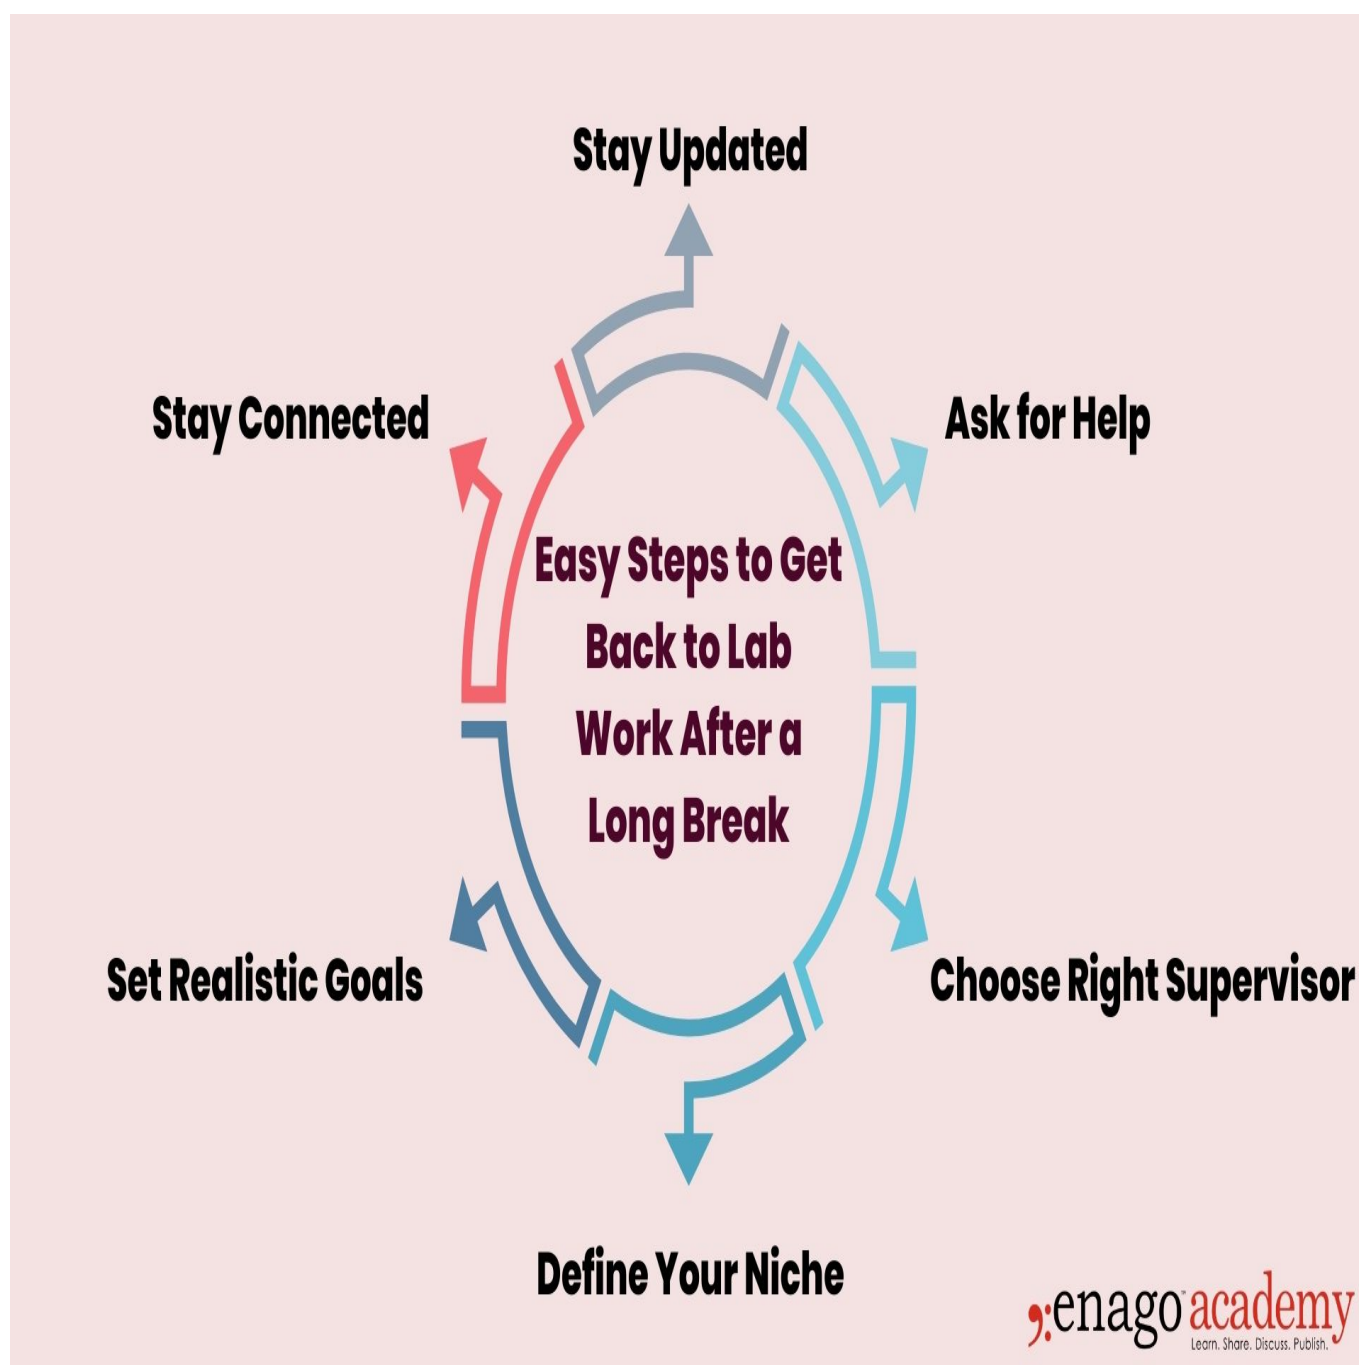 Stay Updated
Stay Connected
Ask for Help
Easy Steps to Get
Back to Lab
Work After a
Long Break
Set Realistic Goals
Choose Right Supervisor
Define Your Niche
enago academy
Learn. Share. Discuss. Publish.